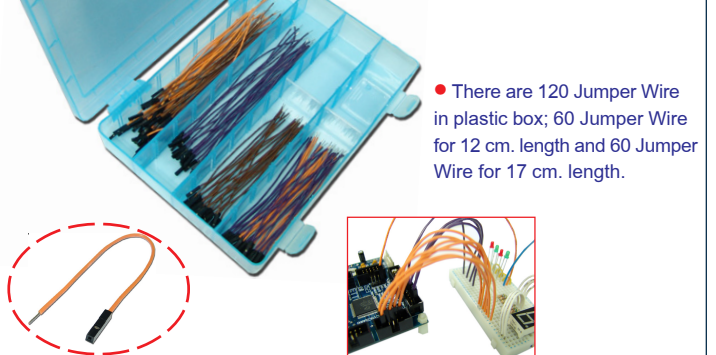 ● There are 120 Jumper Wire
in plastic box; 60 Jumper Wire
for 12 cm. length and 60 Jumper
Wire for 17 cm. length.